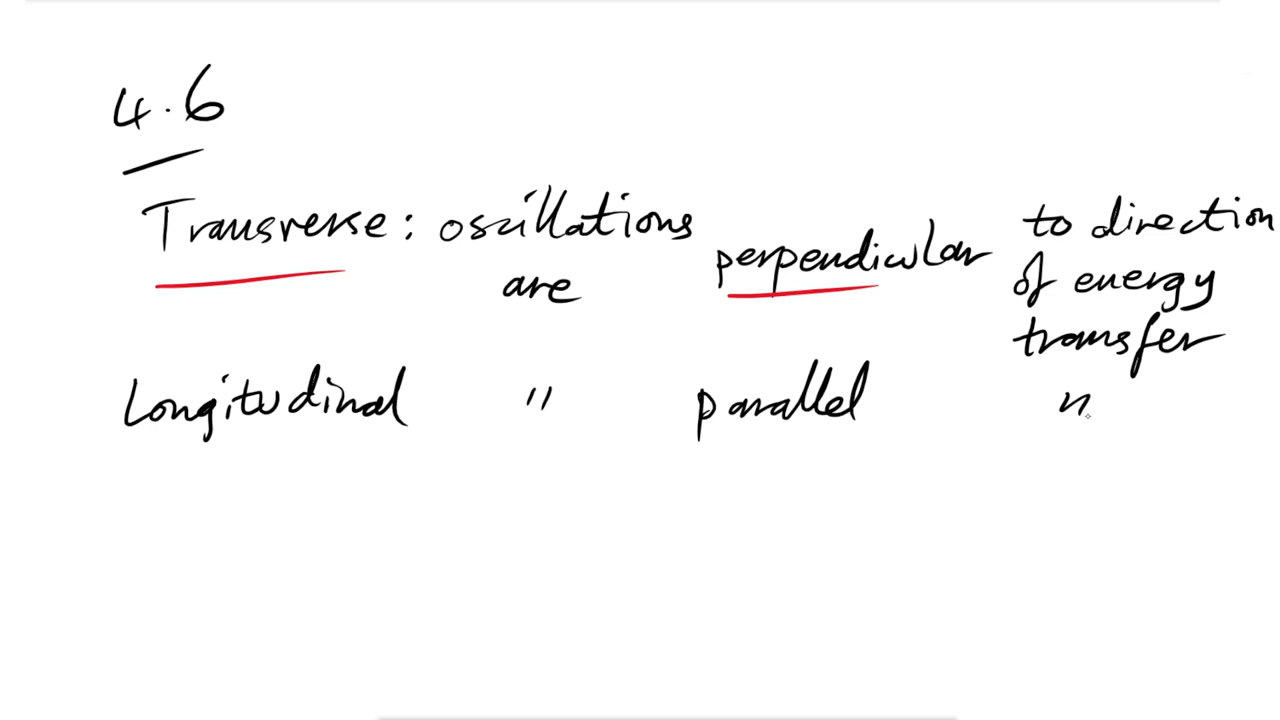 4.6
Transverse: oscillations are perpendicular to direction of energy transfer
Longitudinal " parallel "